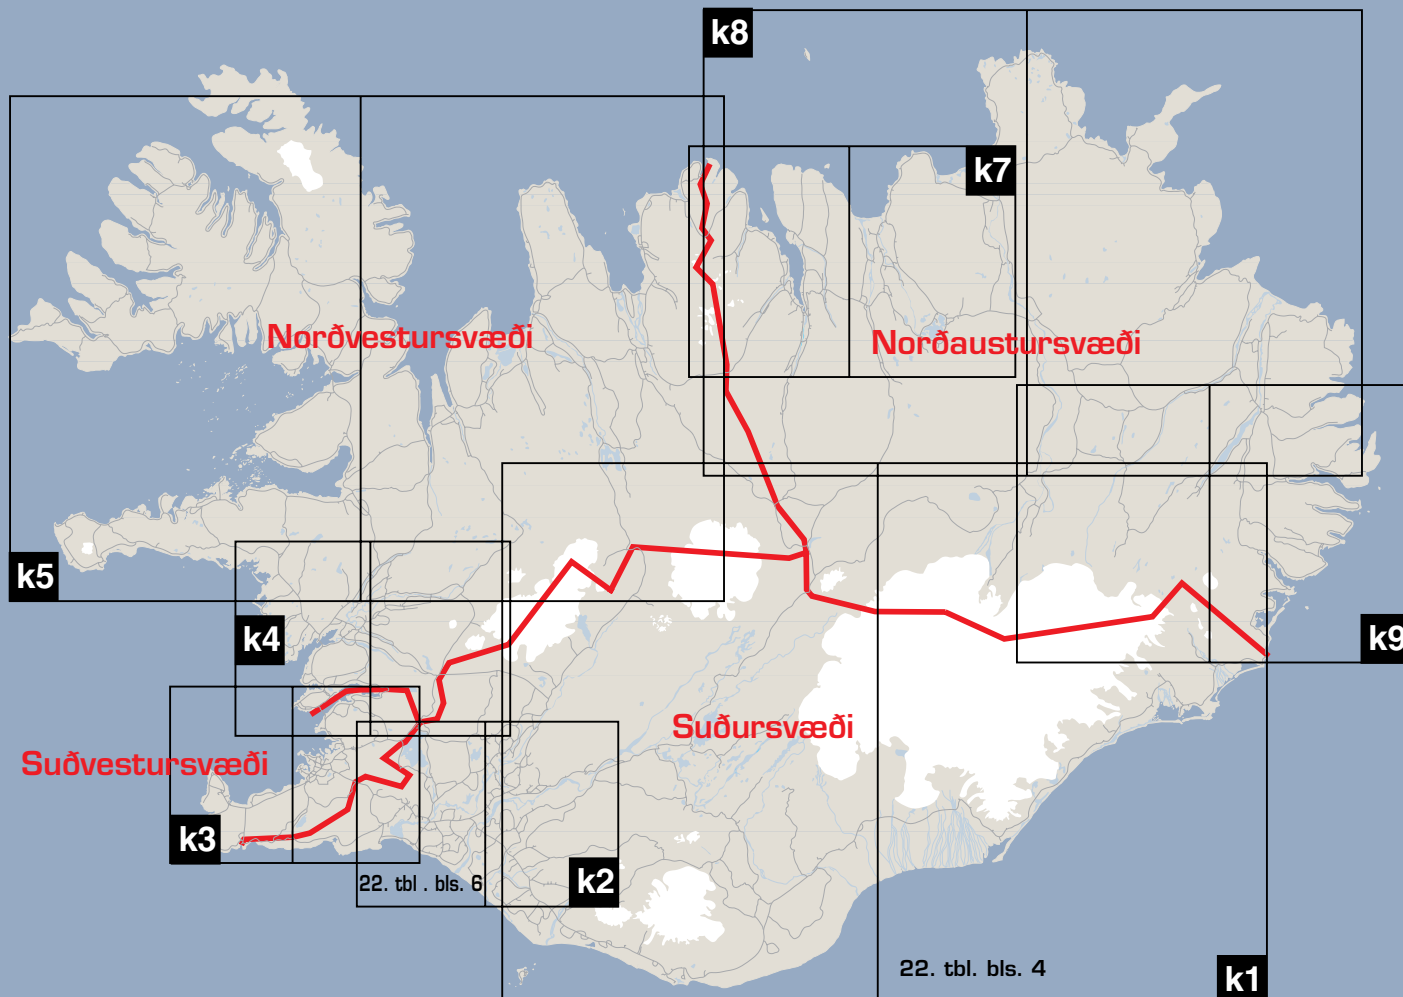 k8
k7
Norðvestursvæði
Norðaustursvæði
k5
k4
k9
Suðursvæði
Suðvestursvæði
k3
22. tbl . bls. 6
k2
22. tbl. bls. 4
k1